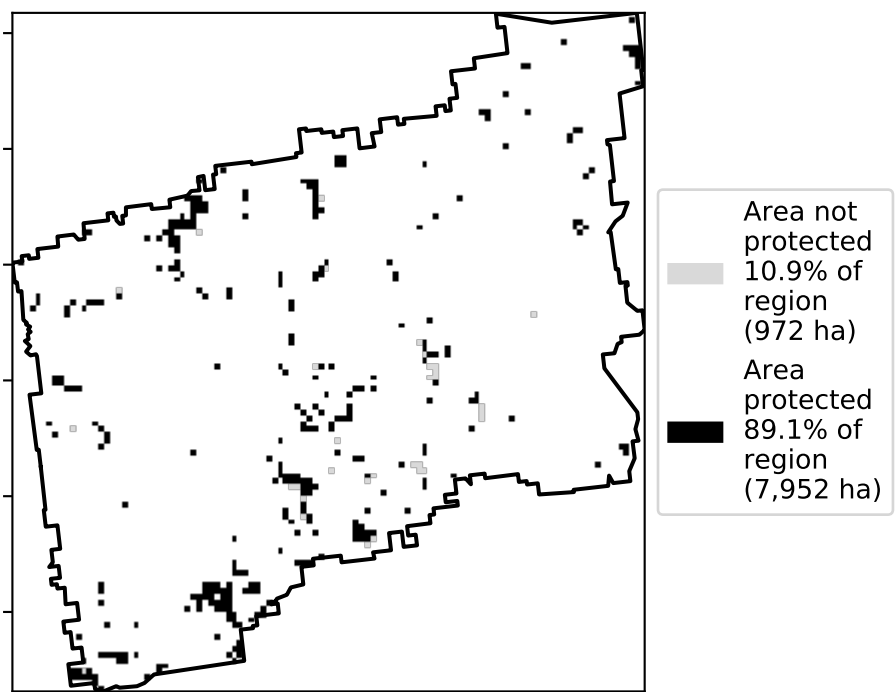 Area not
protected
10.9% of
region
(972 ha)
Area
protected
89.1% of
region
(7,952 ha)